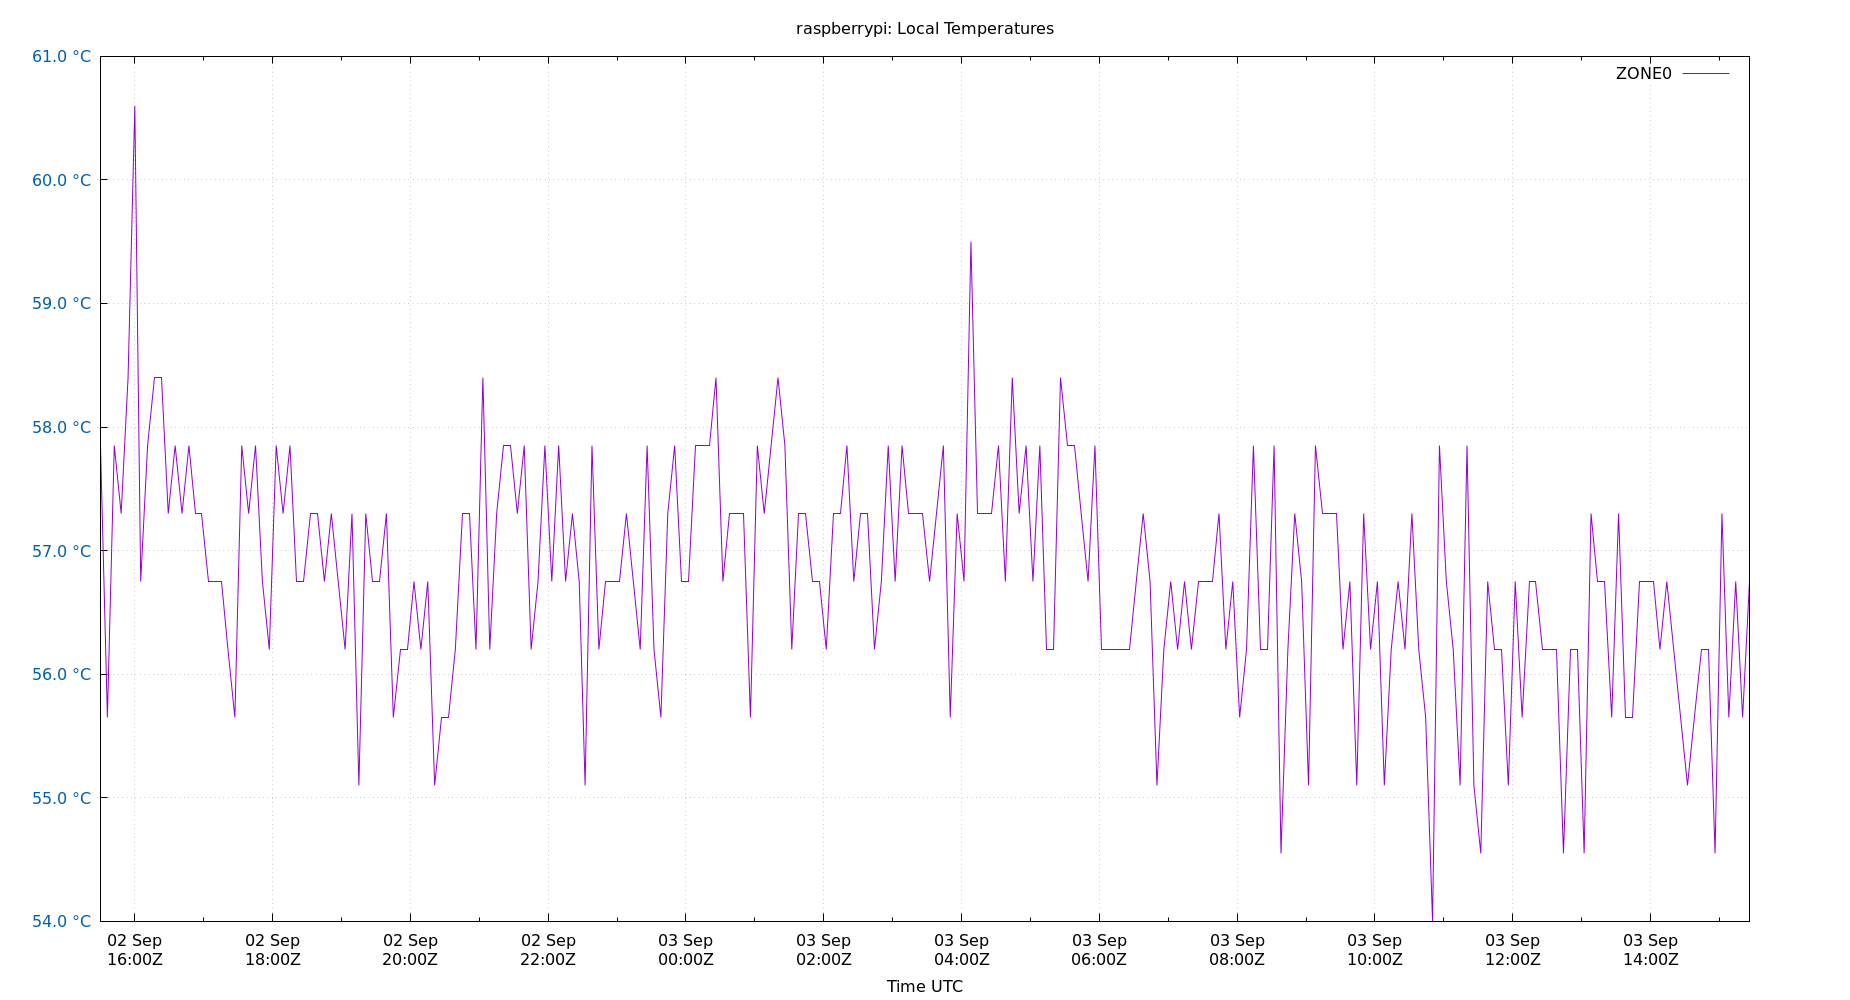 raspberrypi: Local Temperatures
61.0 °C
ZONE0
60.0 °C
59.0 °C
58.0 °C
57.0 °C
56.0 °C
55.0 °C
54.0 °C
02 Sep 02 Sep 02 Sep 02 Sep 03 Sep 03 Sep 03 Sep 03 Sep 03 Sep 03 Sep 03 Sep 03 Sep
16:00Z 18:00Z 20:00Z 22:00Z 00:00Z 02:00Z 04:00Z 06:00Z 08:00Z 10:00Z 12:00Z 14:00Z
Time UTC